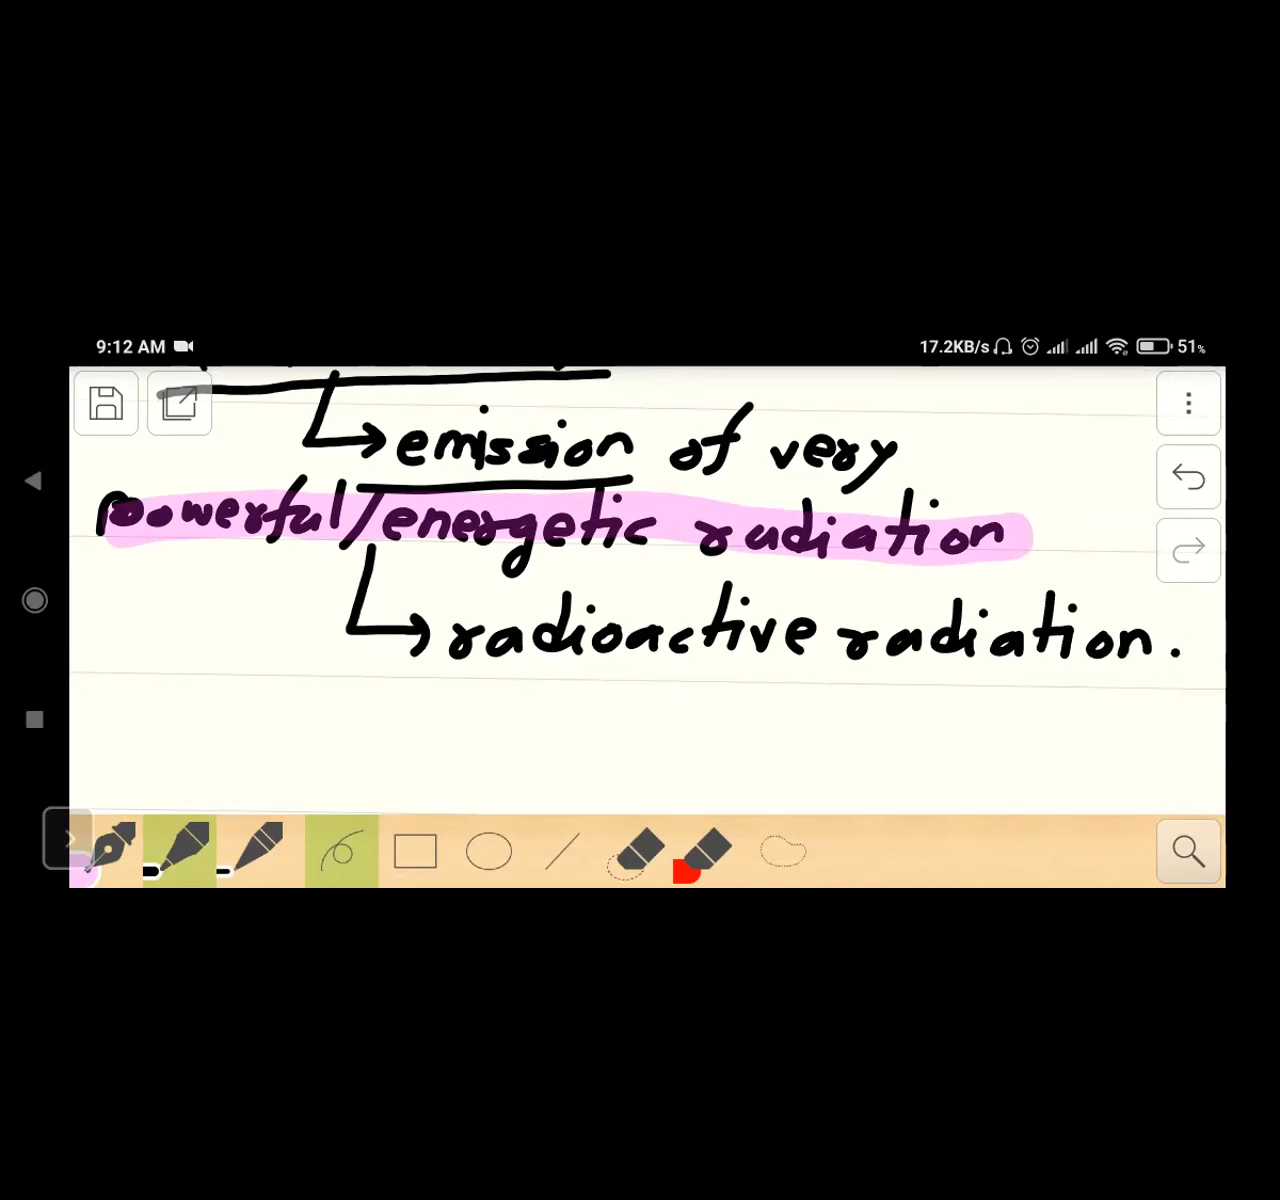 9:12 AM 17.2KB/s 51%
→ emission of very
powerful/energetic radiation
→ radioactive radiation.